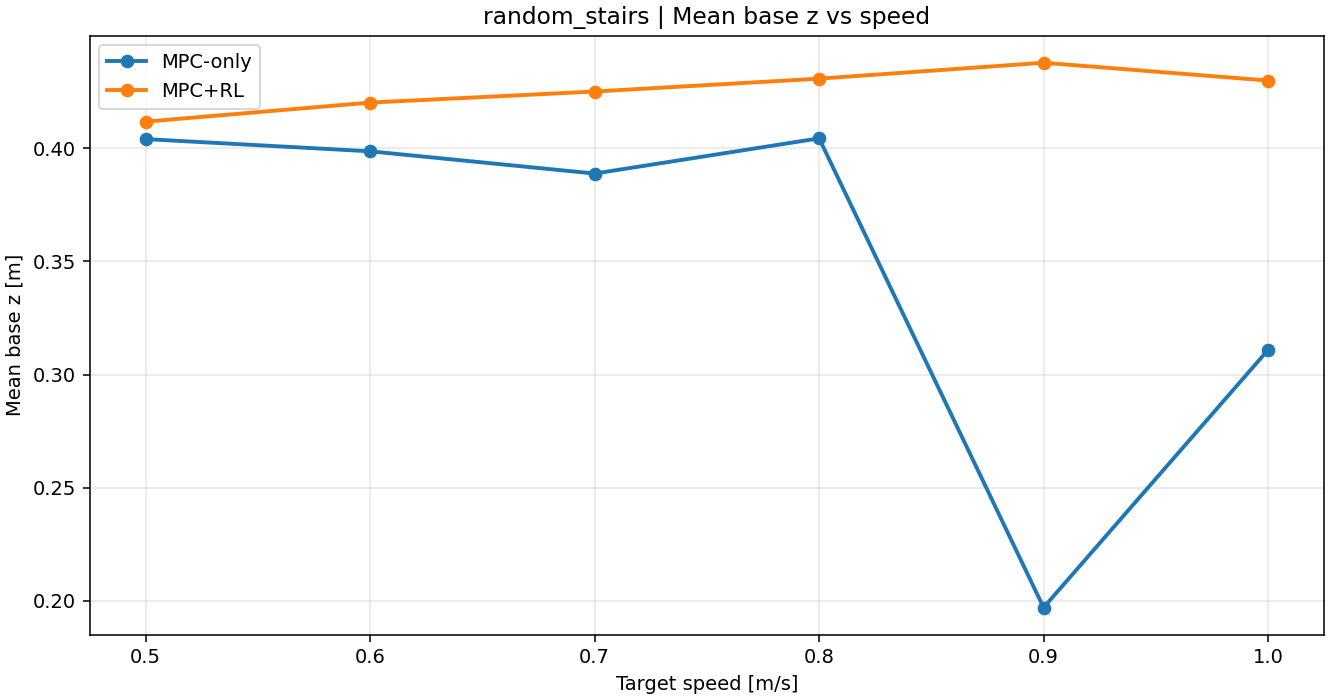 random_stairs | Mean base z vs speed
MPC-only
MPC+RL
Mean base z [m]
0.40
0.35
0.30
0.25
0.20
0.5 0.6 0.7 0.8 0.9 1.0
Target speed [m/s]